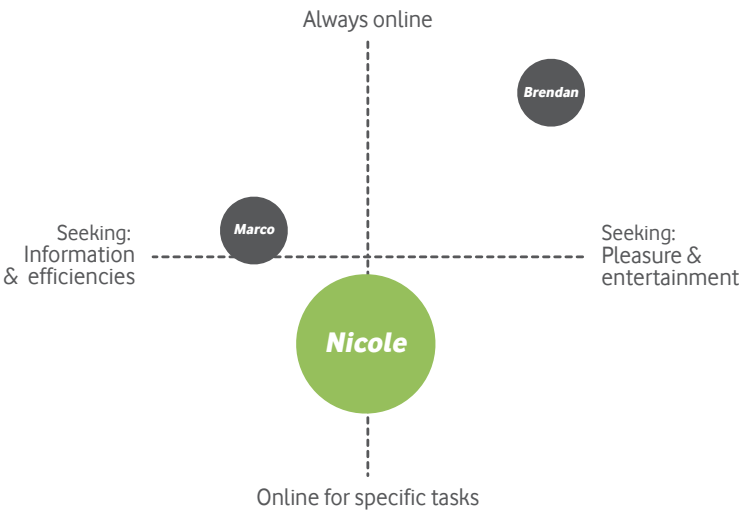 Always online
Brendan
Marco
Seeking:
Information
& efficiencies
Seeking:
Pleasure &
entertainment
Nicole
Online for specific tasks